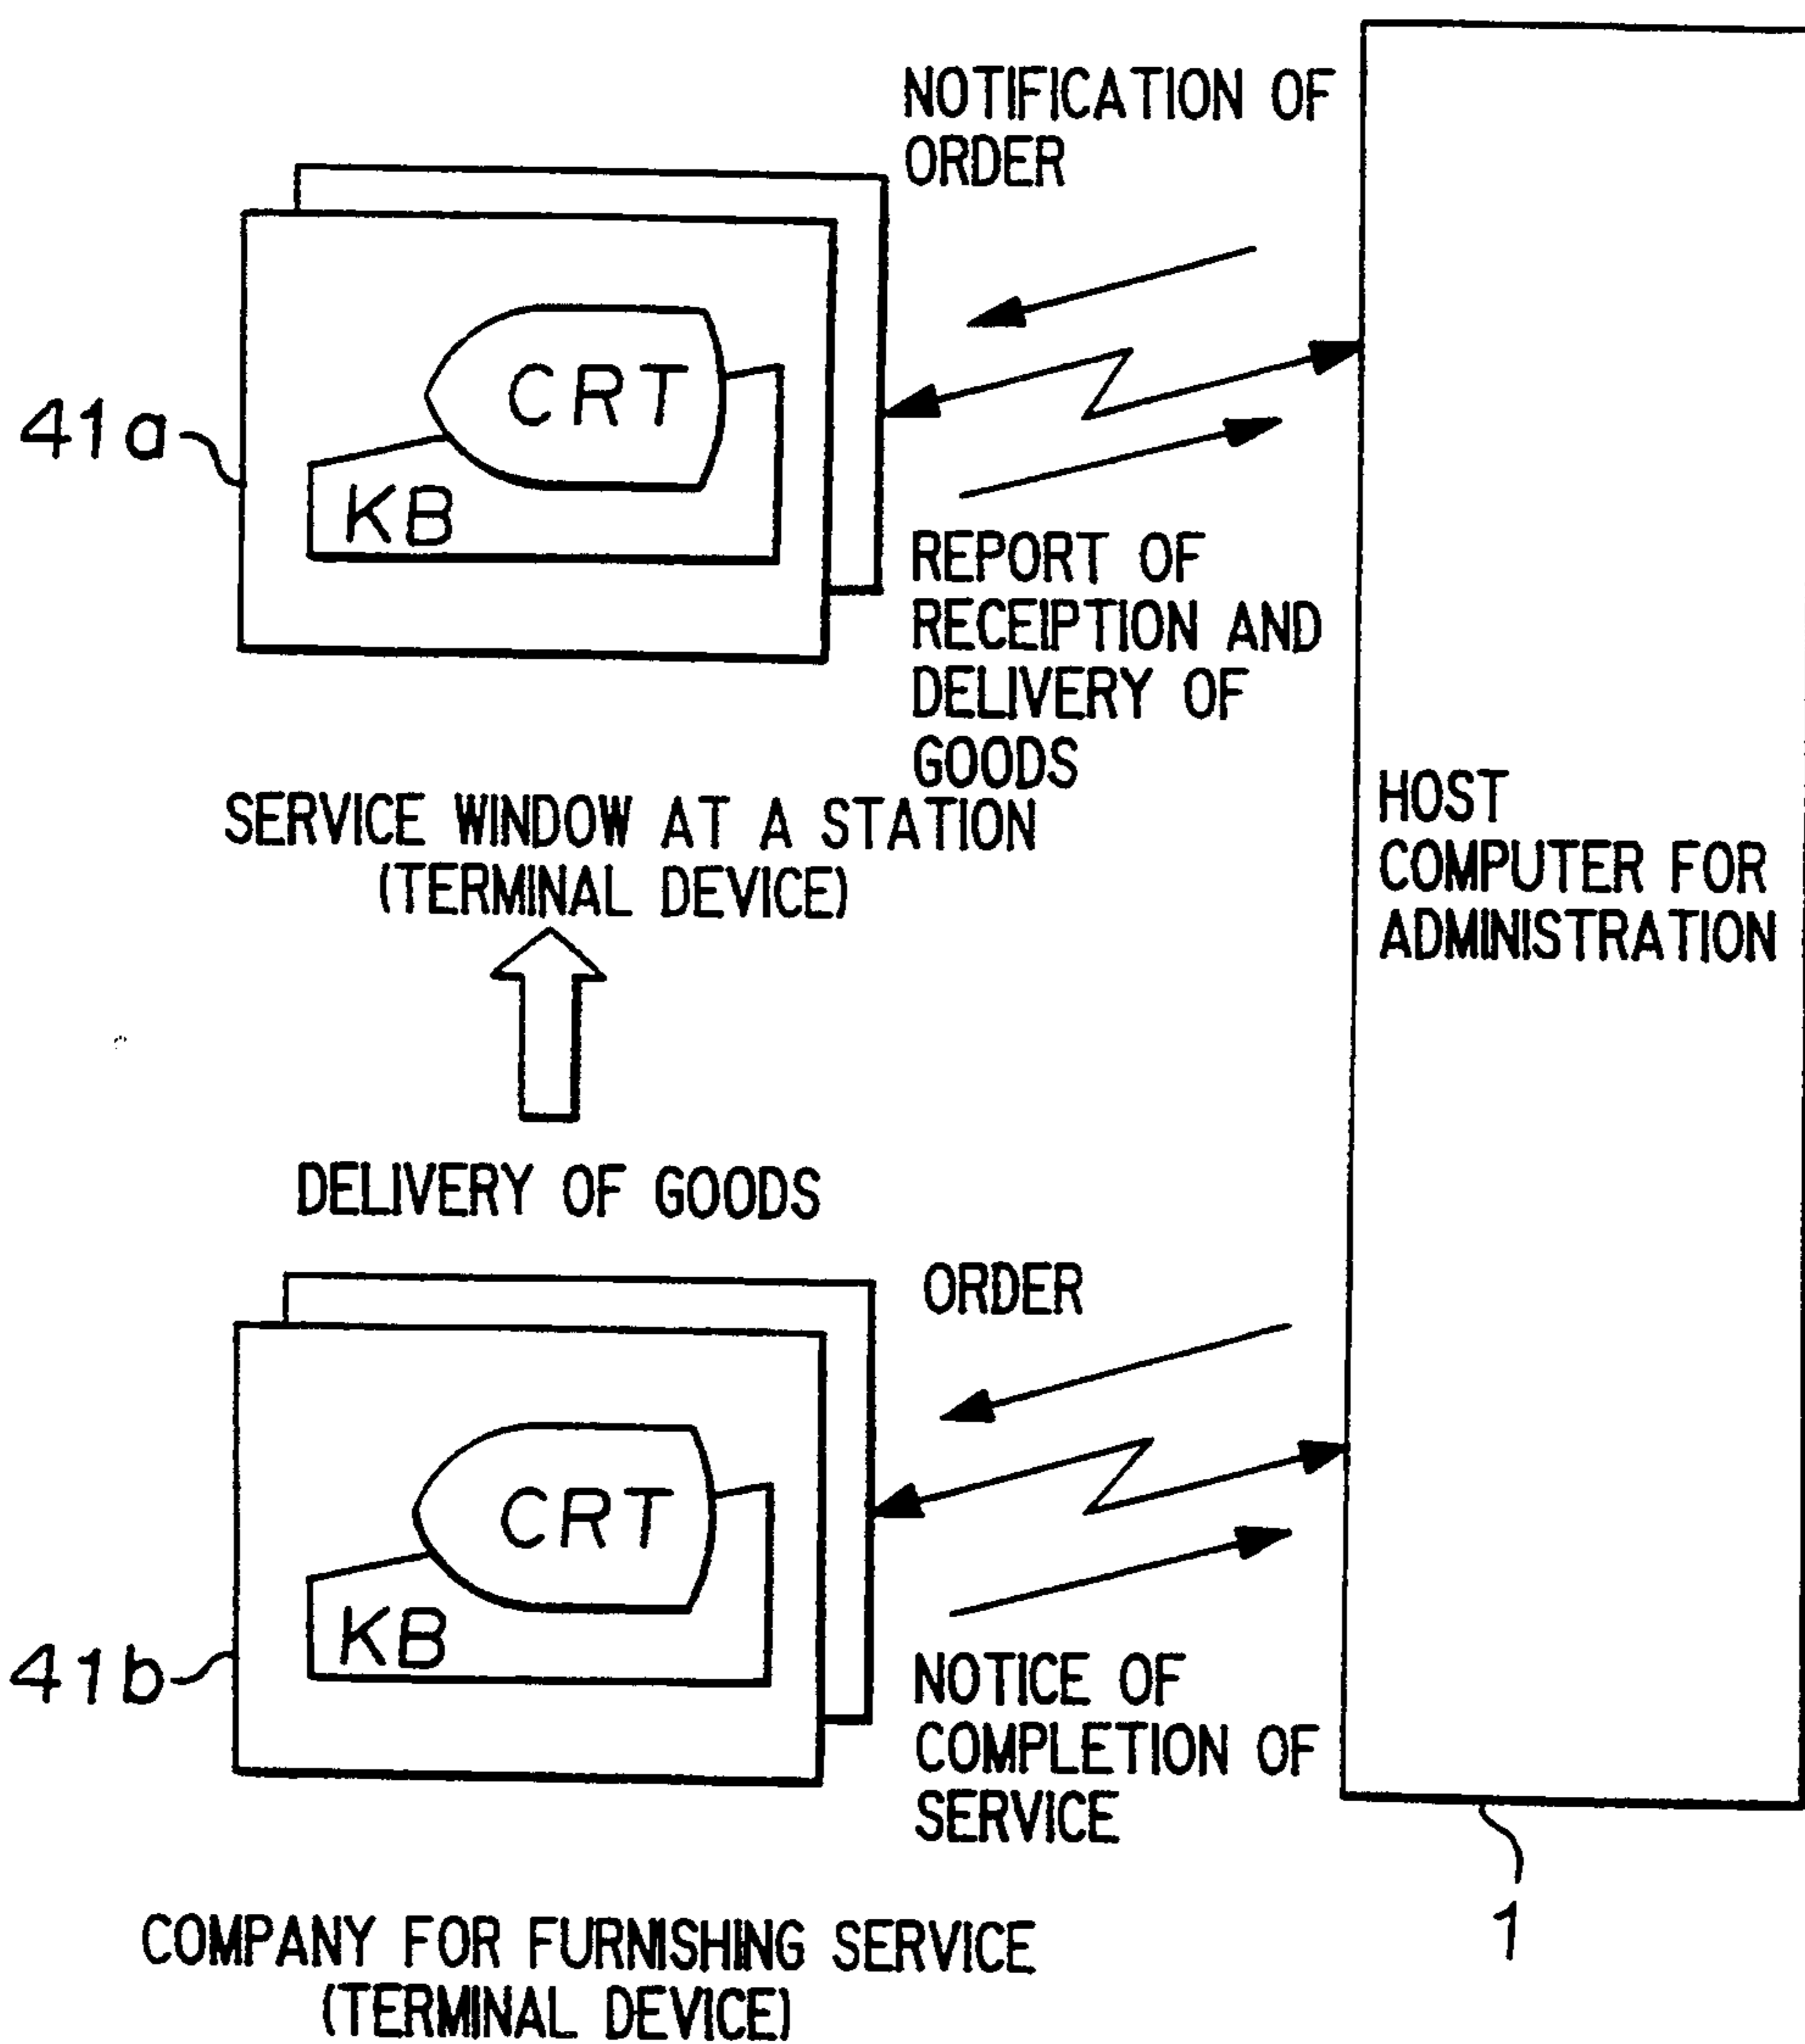 NOTIFICATION OF
ORDER
CRT
41a
KB
REPORT OF
RECEIPTION AND
DELIVERY OF
GOODS
SERVICE WINDOW AT A STATION
(TERMINAL DEVICE)
HOST
COMPUTER FOR
ADMINISTRATION
DELIVERY OF GOODS
ORDER
CRT
KB
41b
NOTICE OF
COMPLETION OF
SERVICE
1
COMPANY FOR FURNISHING SERVICE
(TERMINAL DEVICE)